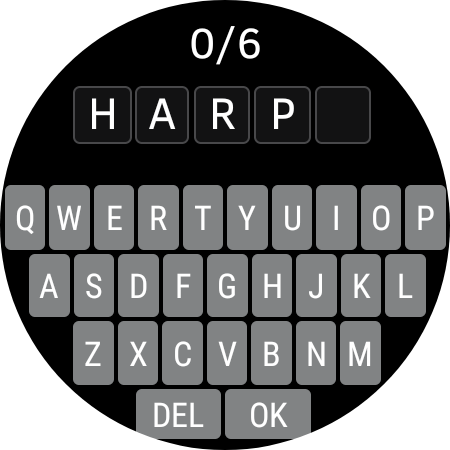 0/6
H A R P
Q W E R T Y U I O P
A S D F G H J K L
Z X C V B N M
DEL OK